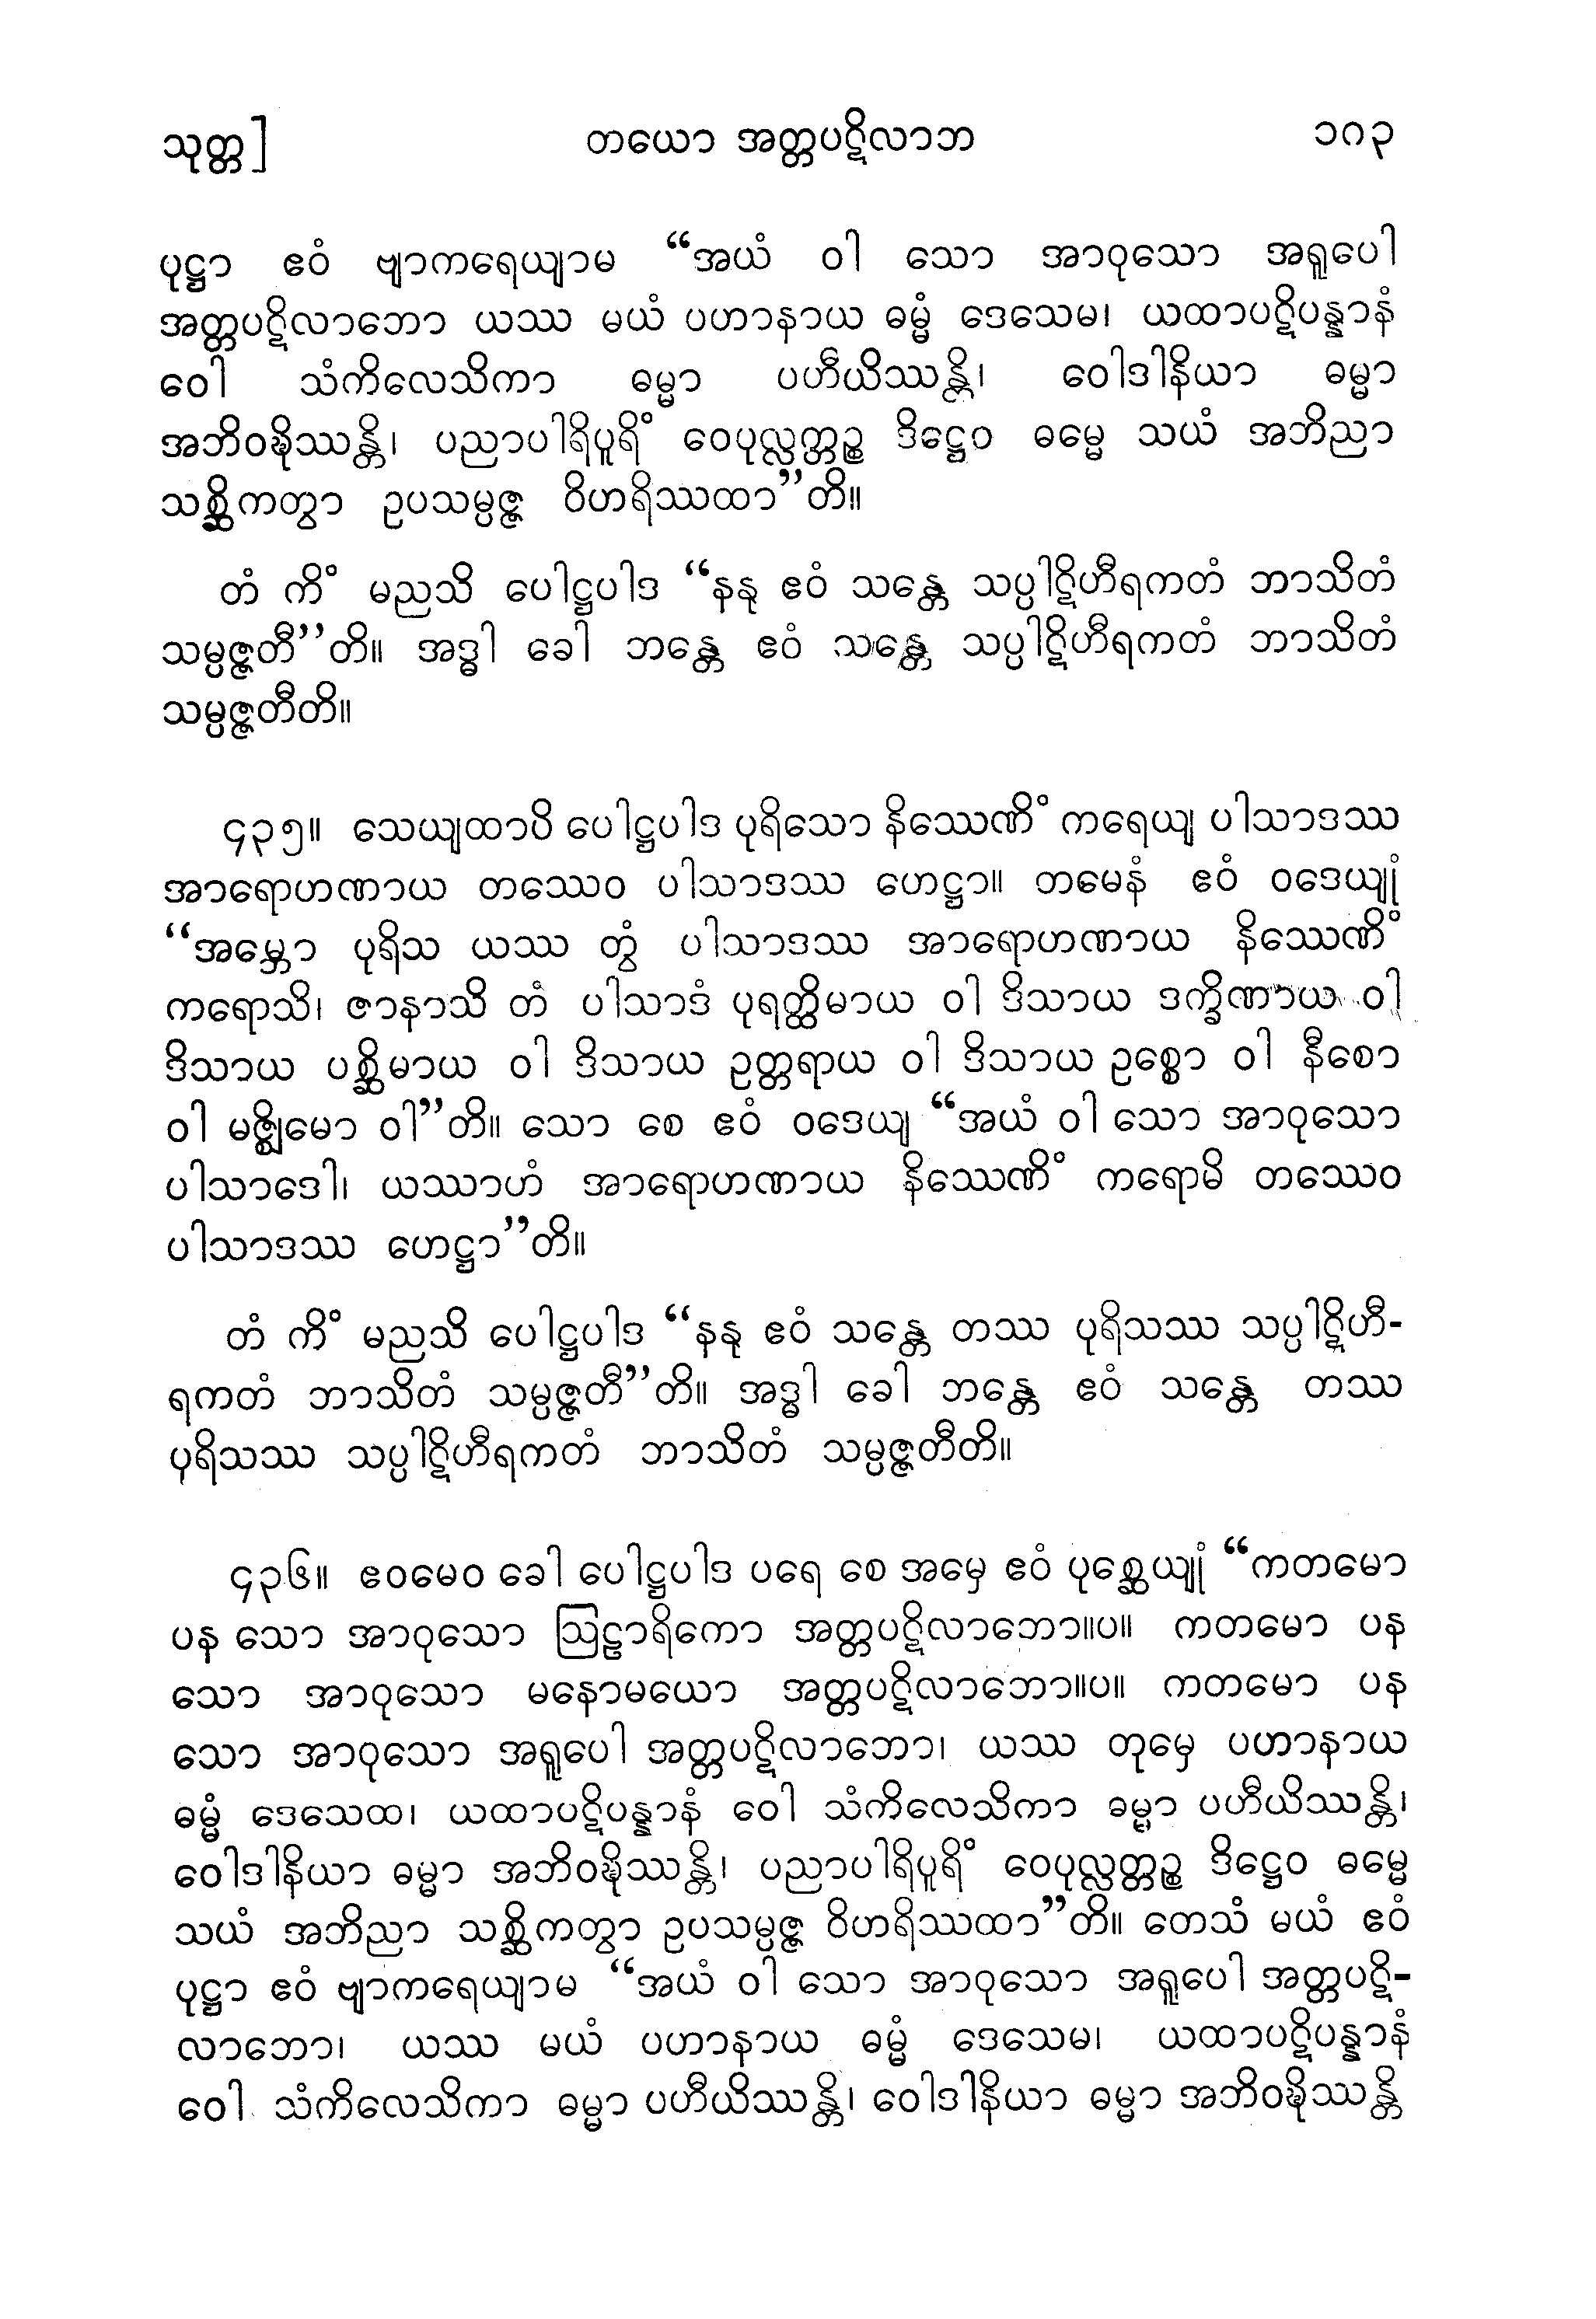 သုတ္တ] တယော အတ္တပဋိလာဘ ၁ဂ၃
ပုဋ္ဌာ ဧဝံ ဗျာကရေယျာမ “အယံ ဝါ သော အာဝုသော အရူပေါ
အတ္တပဋိလာဘော ယဿ မယံ ပဟာနာယ ဓမ္မံ ဒေသေမ၊ ယထာပဋိပန္နာနံ
ဝေါ သံကိလေသိကာ ဓမ္မာ ပဟီယိဿန္တိ၊ ဝေါဒါနိယာ ဓမ္မာ
အဘိဝဍ္ဎိဿန္တိ၊ ပညာပါရိပူရိံ ဝေပုလ္လတ္တဉ္စ ဒိဋ္ဌေဝ ဓမ္မေ သယံ အဘိညာ
သစ္ဆိကတွာ ဥပသမ္ပဇ္ဇ ဝိဟရိဿထာ”တိ။
တံ ကိံ မညသိ ပေါဋ္ဌပါဒ “နနု ဧဝံ သန္တေ သပ္ပါဋိဟီရကတံ ဘာသိတံ
သမ္ပဇ္ဇတီ”တိ။ အဒ္ဓါ ခေါ ဘန္တေ ဧဝံ သန္တေ သပ္ပါဋိဟီရကတံ ဘာသိတံ
သမ္ပဇ္ဇတီတိ။
၄၃၅။ သေယျထာပိ ပေါဋ္ဌပါဒ ပုရိသော နိဿေဏိံ ကရေယျ ပါသာဒဿ
အာရောဟဏာယ တဿေဝ ပါသာဒဿ ဟေဋ္ဌာ။ တမေနံ ဧဝံ ဝဒေယျုံ
“အမ္ဘော ပုရိသ ယဿ တွံ ပါသာဒဿ အာရောဟဏာယ နိဿေဏိံ
ကရောသိ၊ ဇာနာသိ တံ ပါသာဒံ ပုရတ္ထိမာယ ဝါ ဒိသာယ ဒက္ခိဏာယ ဝါ
ဒိသာယ ပစ္ဆိမာယ ဝါ ဒိသာယ ဥတ္တရာယ ဝါ ဒိသာယ ဥစ္စော ဝါ နီစော
ဝါ မဇ္ဈိမော ဝါ”တိ။ သော စေ ဧဝံ ဝဒေယျ “အယံ ဝါ သော အာဝုသော
ပါသာဒေါ၊ ယဿာဟံ အာရောဟဏာယ နိဿေဏိံ ကရောမိ တဿေဝ
ပါသာဒဿ ဟေဋ္ဌာ”တိ။
တံ ကိံ မညသိ ပေါဋ္ဌပါဒ “နနု ဧဝံ သန္တေ တဿ ပုရိသဿ သပ္ပါဋိဟီ-
ရကတံ ဘာသိတံ သမ္ပဇ္ဇတီ”တိ။ အဒ္ဓါ ခေါ ဘန္တေ ဧဝံ သန္တေ တဿ
ပုရိသဿ သပ္ပါဋိဟီရကတံ ဘာသိတံ သမ္ပဇ္ဇတီတိ။
၄၃၆။ ဧဝမေဝ ခေါ ပေါဋ္ဌပါဒ ပရေ စေ အမှေ ဧဝံ ပုစ္ဆေယျုံ “ကတမော
ပန သော အာဝုသော ဩဠာရိကော အတ္တပဋိလာဘော။ပ။ ကတမော ပန
သော အာဝုသော မနောမယော အတ္တပဋိလာဘော။ပ။ ကတမော ပန
သော အာဝုသော အရူပေါ အတ္တပဋိလာဘော၊ ယဿ တုမှေ ပဟာနာယ
ဓမ္မံ ဒေသေထ၊ ယထာပဋိပန္နာနံ ဝေါ သံကိလေသိကာ ဓမ္မာ ပဟီယိဿန္တိ၊
ဝေါဒါနိယာ ဓမ္မာ အဘိဝဍ္ဎိဿန္တိ၊ ပညာပါရိပူရိံ ဝေပုလ္လတ္တဉ္စ ဒိဋ္ဌေဝ ဓမ္မေ
သယံ အဘိညာ သစ္ဆိကတွာ ဥပသမ္ပဇ္ဇ ဝိဟရိဿထာ”တိ။ တေသံ မယံ ဧဝံ
ပုဋ္ဌာ ဧဝံ ဗျာကရေယျာမ “အယံ ဝါ သော အာဝုသော အရူပေါ အတ္တပဋိ-
လာဘော၊ ယဿ မယံ ပဟာနာယ ဓမ္မံ ဒေသေမ၊ ယထာပဋိပန္နာနံ
ဝေါ သံကိလေသိကာ ဓမ္မာ ပဟီယိဿန္တိ၊ ဝေါဒါနိယာ ဓမ္မာ အဘိဝဍ္ဎိဿန္တိ